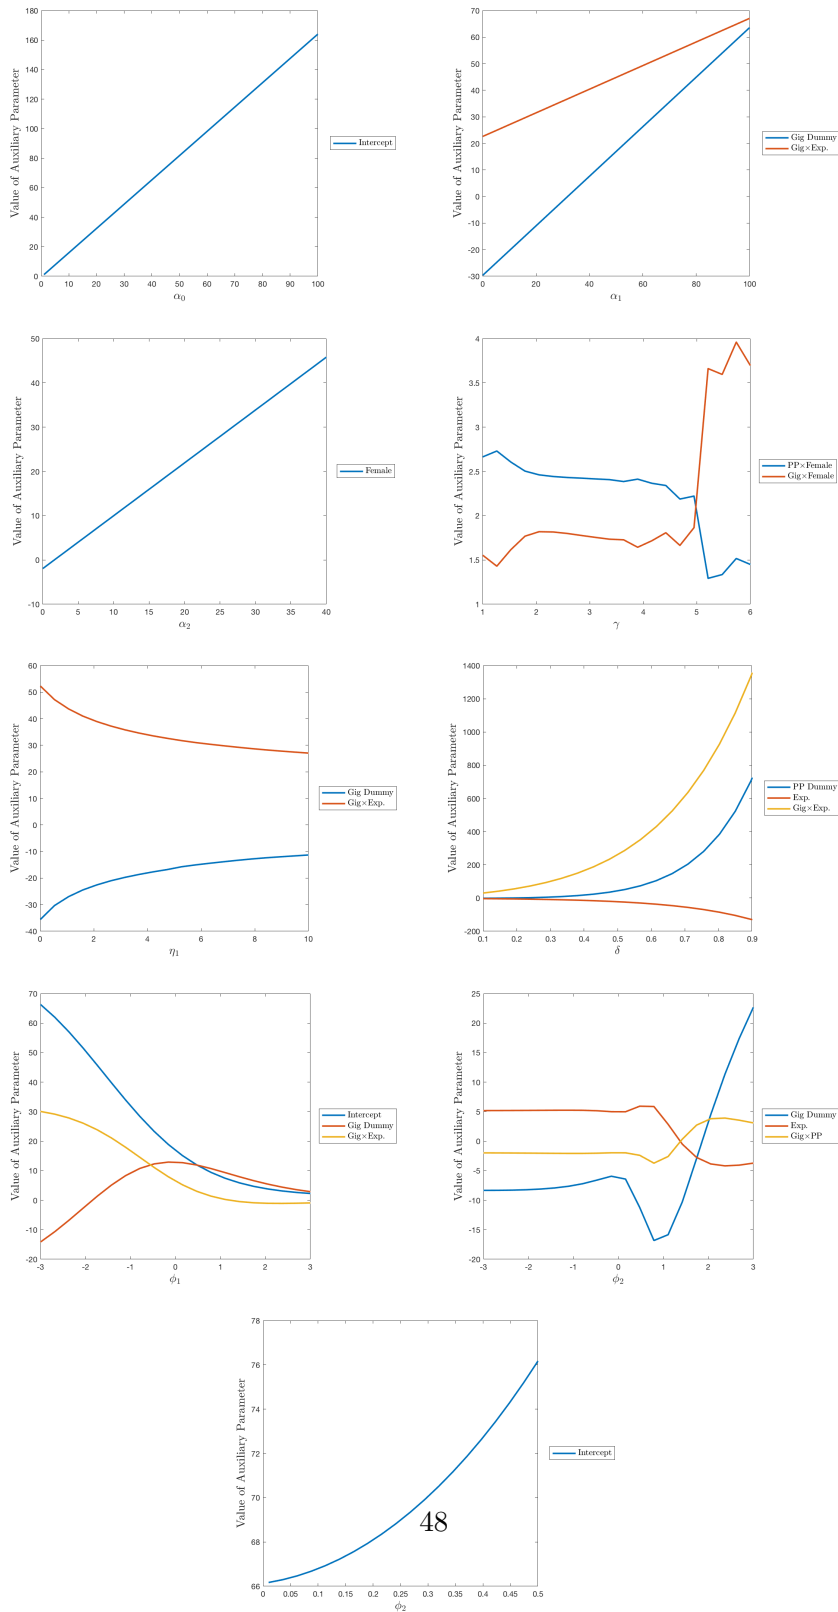 180
160
140
120
100
80
60
40
20
0
0 10 20 30 40 50 60 70 80 90 100
α0
Value of Auxiliary Parameter
Intercept
70
60
50
40
30
20
10
0
-10
-20
-30
0 20 40 60 80 100
α1
Value of Auxiliary Parameter
Gig Dummy
Gig×Exp.
50
40
30
20
10
0
-10
0 5 10 15 20 25 30 35 40
α2
Value of Auxiliary Parameter
Female
4
3.5
3
2.5
2
1.5
1
1 2 3 4 5 6
γ
Value of Auxiliary Parameter
PP×Female
Gig×Female
60
50
40
30
20
10
0
-10
-20
-30
-40
0 2 4 6 8 10
η1
Value of Auxiliary Parameter
Gig Dummy
Gig×Exp.
1400
1200
1000
800
600
400
200
0
-200
0.1 0.2 0.3 0.4 0.5 0.6 0.7 0.8 0.9
δ
Value of Auxiliary Parameter
PP Dummy
Exp.
Gig×Exp.
70
60
50
40
30
20
10
0
-10
-20
-3 -2 -1 0 1 2 3
ϕ1
Value of Auxiliary Parameter
Intercept
Gig Dummy
Gig×Exp.
25
20
15
10
5
0
-5
-10
-15
-20
-3 -2 -1 0 1 2 3
ϕ2
Value of Auxiliary Parameter
Gig Dummy
Exp.
Gig×PP
78
76
74
72
70
68
66
0 0.05 0.1 0.15 0.2 0.25 0.3 0.35 0.4 0.45 0.5
ϕ2
Value of Auxiliary Parameter
Intercept
48